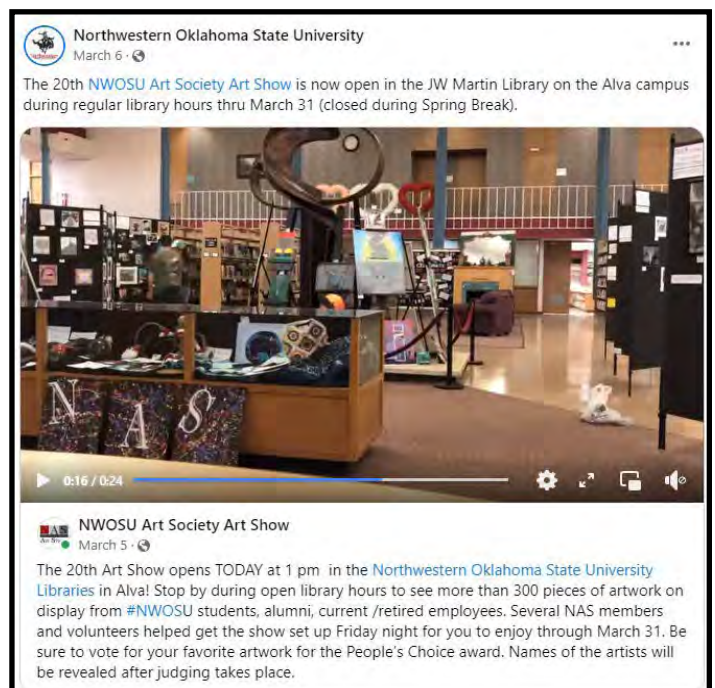 Northwestern Oklahoma State University
March 6 ·
The 20th NWOSU Art Society Art Show is now open in the JW Martin Library on the Alva campus
during regular library hours thru March 31 (closed during Spring Break).
N A S
0:16 / 0:24
NAS
NWOSU Art Society Art Show
March 5 ·
The 20th Art Show opens TODAY at 1 pm in the Northwestern Oklahoma State University
Libraries in Alva! Stop by during open library hours to see more than 300 pieces of artwork on
display from #NWOSU students, alumni, current /retired employees. Several NAS members
and volunteers helped get the show set up Friday night for you to enjoy through March 31. Be
sure to vote for your favorite artwork for the People's Choice award. Names of the artists will
be revealed after judging takes place.